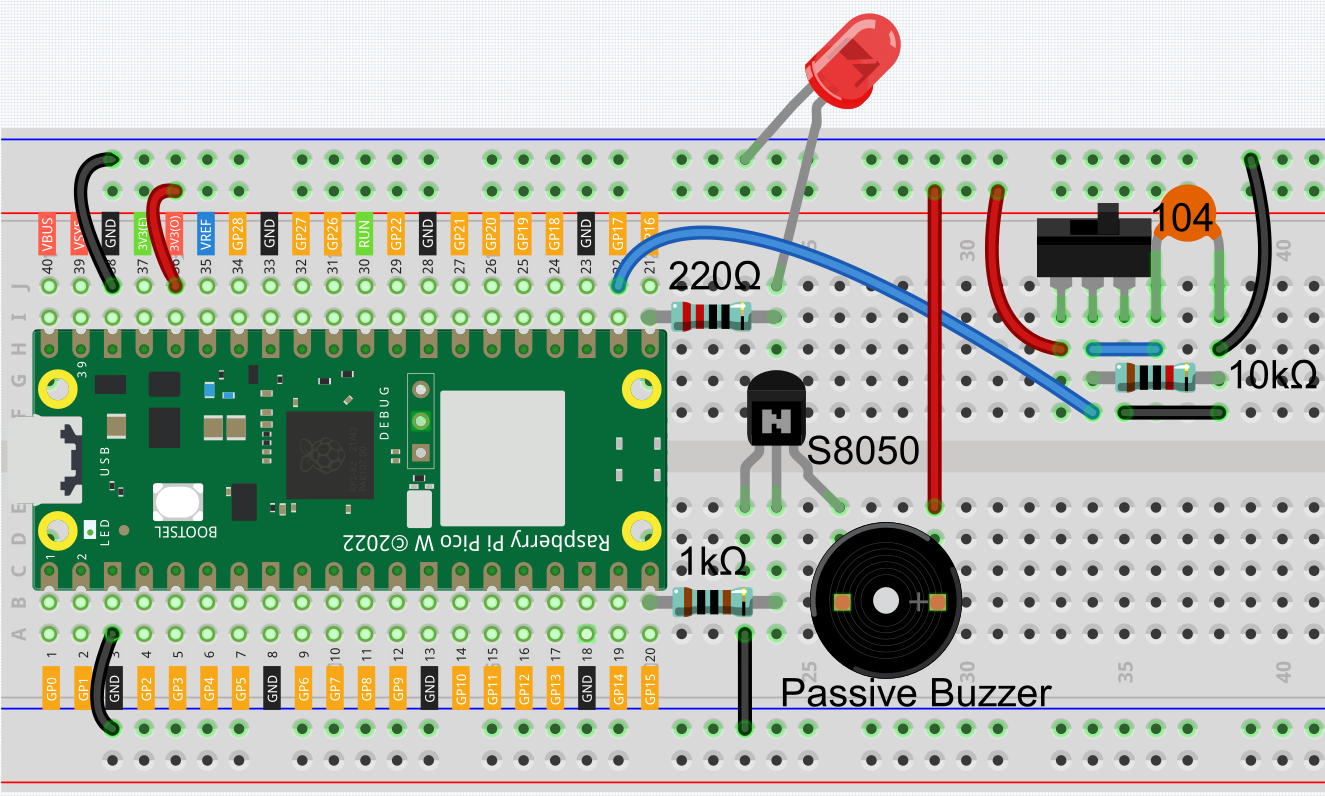 VBUS VSYS GND 3V3(E) 3V3(O) VREF GP28 GND GP27 GP26 RUN GP22 GND GP21 GP20 GP19 GP18 GND GP17 GP16
40 39 38 37 36 35 34 33 32 31 30 29 28 27 26 25 24 23 22 21
30
40
104
J
I
H
G
F
220Ω
10kΩ
S8050
39
DEBUG
USB
LED
1
2
BOOTSEL
Raspberry Pi Pico W ©2022
E
D
C
B
A
1kΩ
1 2 3 4 5 6 7 8 9 10 11 12 13 14 15 16 17 18 19 20
GP0 GP1 GND GP2 GP3 GP4 GP5 GND GP6 GP7 GP8 GP9 GND GP10 GP11 GP12 GP13 GND GP14 GP15
25
30
35
40
Passive Buzzer